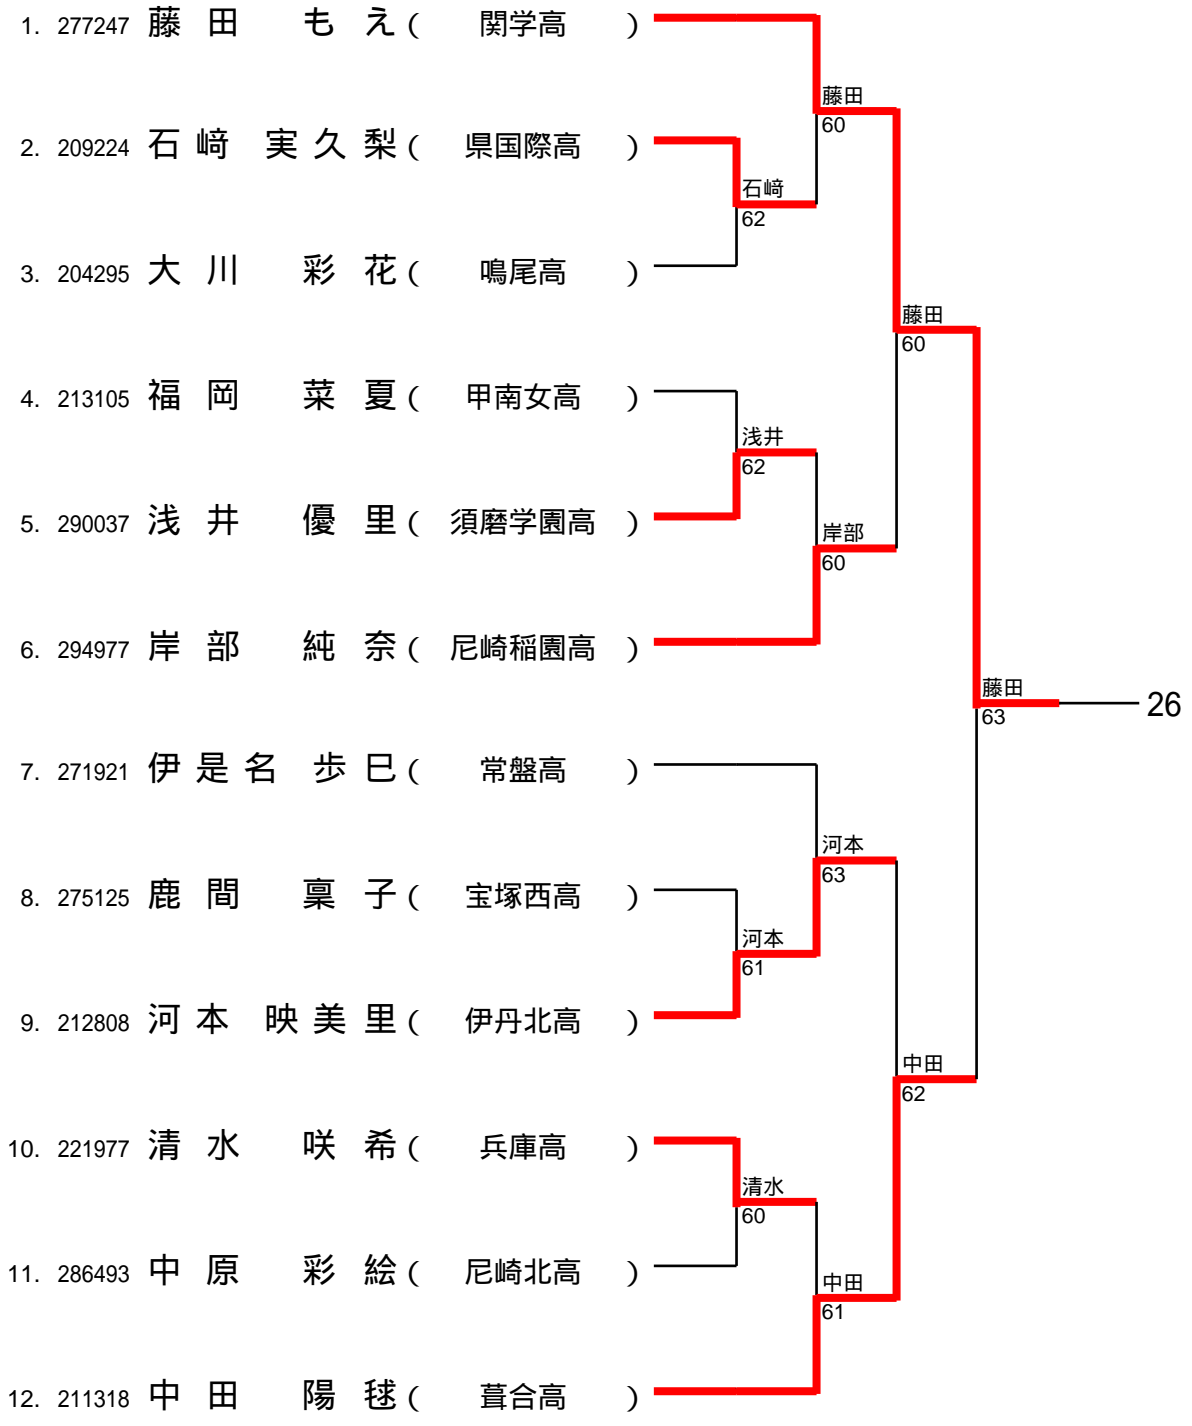 1. 277247 藤田 もえ ( 関学高 )
藤田
60
2. 209224 石﨑 実久梨 ( 県国際高 )
石﨑
62
3. 204295 大川 彩花 ( 鳴尾高 )
藤田
60
4. 213105 福岡 菜夏 ( 甲南女高 )
浅井
62
5. 290037 浅井 優里 ( 須磨学園高 )
岸部
60
6. 294977 岸部 純奈 ( 尼崎稲園高 )
藤田
63
26
7. 271921 伊是名 歩巳 ( 常盤高 )
河本
63
8. 275125 鹿間 稟子 ( 宝塚西高 )
河本
61
9. 212808 河本 映美里 ( 伊丹北高 )
中田
62
10. 221977 清水 咲希 ( 兵庫高 )
清水
60
11. 286493 中原 彩絵 ( 尼崎北高 )
中田
61
12. 211318 中田 陽毬 ( 葺合高 )